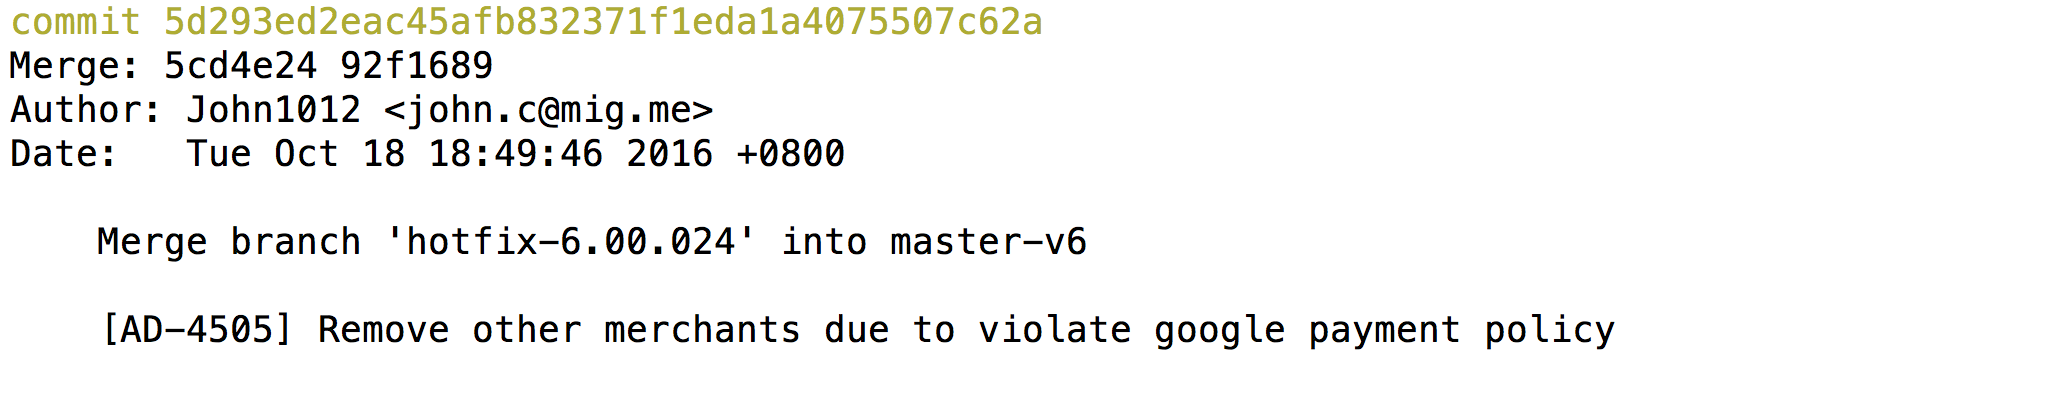 commit 5d293ed2eac45afb832371f1eda1a4075507c62a
Merge: 5cd4e24 92f1689
Author: John1012 <john.c@mig.me>
Date:   Tue Oct 18 18:49:46 2016 +0800
Merge branch 'hotfix-6.00.024' into master-v6
[AD-4505] Remove other merchants due to violate google payment policy